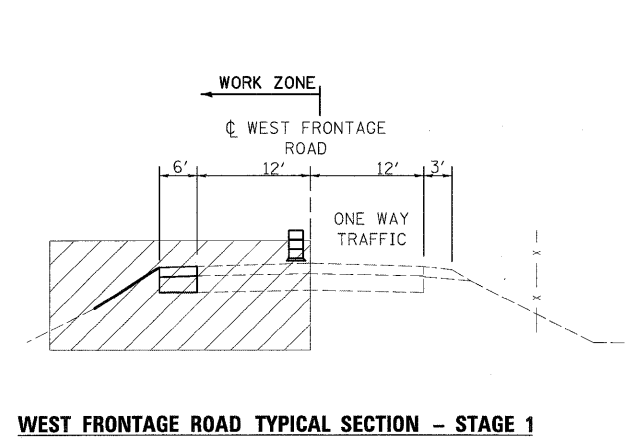 WORK ZONE
℄ WEST FRONTAGE
ROAD
6' 12' 12' 3'
ONE WAY
TRAFFIC
WEST FRONTAGE ROAD TYPICAL SECTION - STAGE 1